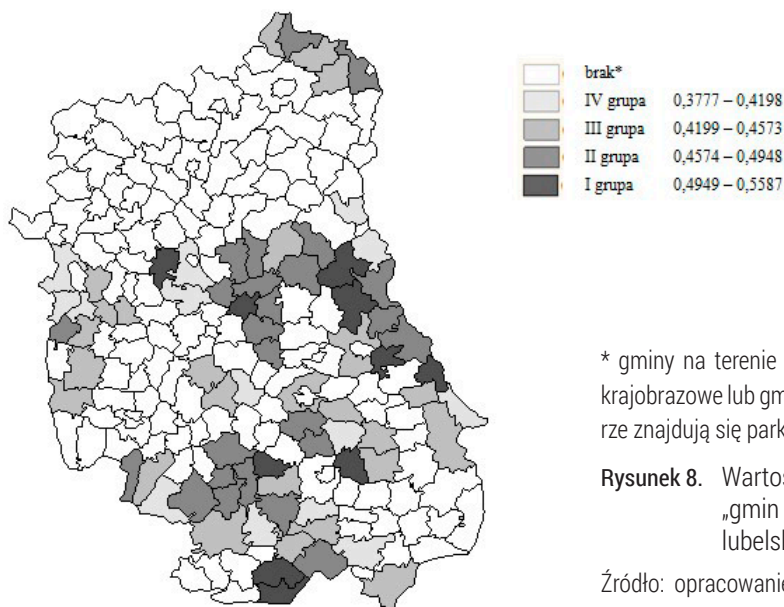 brak*
IV grupa 0,3777 – 0,4198
III grupa 0,4199 – 0,4573
II grupa 0,4574 – 0,4948
I grupa 0,4949 – 0,5587
* gminy na terenie
krajobrazowe lub gm
rze znajdują się park
Rysunek 8. Wartoś
„gmin
lubels
Źródło: opracowanie